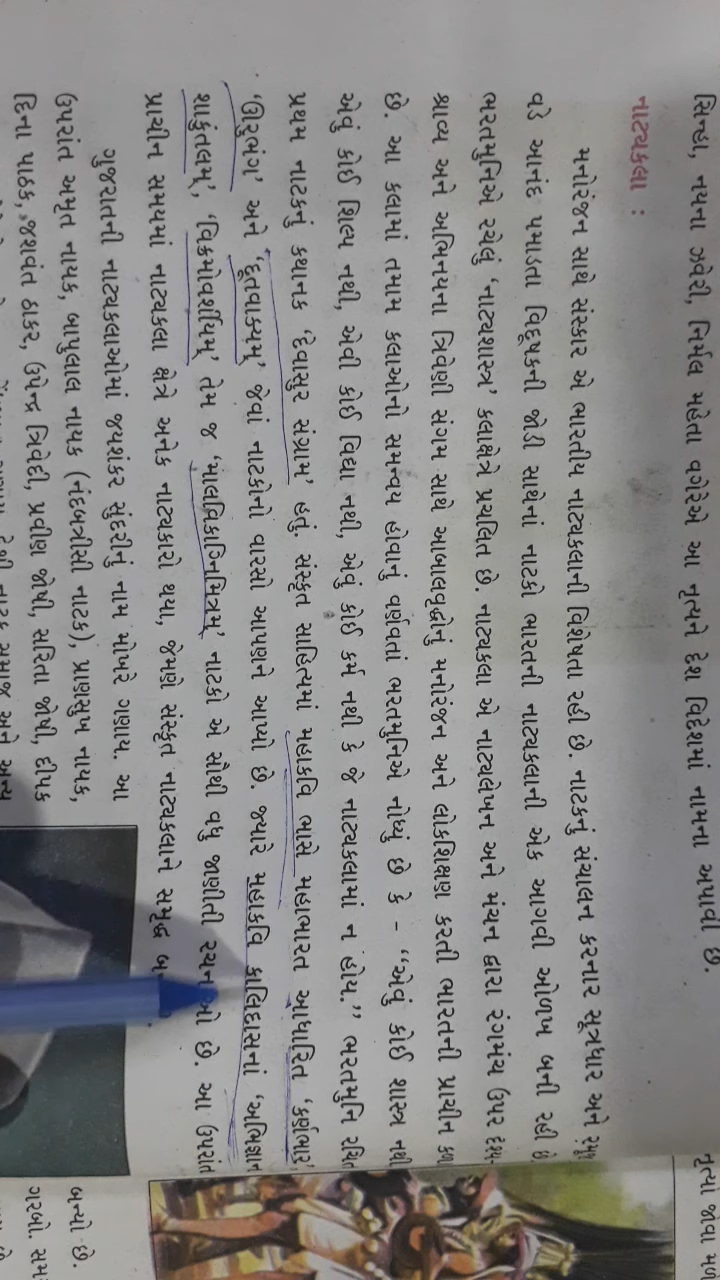 સિન્હા, નયના ઝવેરી, નિર્મલ મહેતા વગેરેએ આ નૃત્યને દેશ વિદેશમાં નામના અપાવી છે.
નાટ્યકલા :
મનોરંજન સાથે સંસ્કાર એ ભારતીય નાટ્યકલાની વિશેષતા રહી છે. નાટકનું સંચાલન કરનાર સૂત્રધાર અને રમુજ
વડે આનંદ પમાડતા વિદૂષકની જોડી સાથેનાં નાટકો ભારતની નાટ્યકલાની એક આગવી ઓળખ બની રહી છે
ભરતમુનિએ રચેલું 'નાટ્યશાસ્ત્ર' કલાક્ષેત્રે પ્રચલિત છે. નાટ્યકલા એ નાટ્યલેખન અને મંચન દ્વારા રંગમંચ ઉપર દૃશ્ય-
શ્રાવ્ય અને અભિનયના ત્રિવેણી સંગમ સાથે આબાલવૃદ્ધોનું મનોરંજન અને લોકશિક્ષણ કરતી ભારતની પ્રાચીન કલા
છે. આ કલામાં તમામ કલાઓનો સમન્વય હોવાનું વર્ણવતાં ભરતમુનિએ નોંધ્યું છે કે – ‘‘એવું કોઈ શાસ્ત્ર નથી
એવું કોઈ શિલ્પ નથી, એવી કોઈ વિદ્યા નથી, એવું કોઈ કર્મ નથી કે જે નાટ્યકલામાં ન હોય.’’ ભરતમુનિ રચિત
પ્રથમ નાટકનું કથાનક 'દેવાસુર સંગ્રામ' હતું. સંસ્કૃત સાહિત્યમાં મહાકવિ ભાસે મહાભારત આધારિત 'કર્ણભાર'
'ઊરુભંગ' અને 'દૂતવાક્યમ્' જેવાં નાટકોનો વારસો આપણને આપ્યો છે. જ્યારે મહાકવિ કાલિદાસનાં 'અભિજ્ઞાન
શાકુંતલમ્', 'વિક્રમોવર્શીયમ્' તેમ જ 'માલવિકાગ્નિમિત્રમ્' નાટકો એ સૌથી વધુ જાણીતી રચનાઓ છે. આ ઉપરાંત
પ્રાચીન સમયમાં નાટ્યકલા ક્ષેત્રે અનેક નાટ્યકારો થયા, જેમણે સંસ્કૃત નાટ્યકલાને સમૃદ્ધ
ગુજરાતની નાટ્યકલાઓમાં જયશંકર સુંદરીનું નામ મોખરે ગણાય. આ
ઉપરાંત અમૃત નાયક, બાપુલાલ નાયક (નંદબત્રીસી નાટક), પ્રાણસુખ નાયક,
દિના પાઠક, જશવંત ઠાકર, ઉપેન્દ્ર ત્રિવેદી, પ્રવીણ જોષી, સરિતા જોષી, દીપક
નૃત્યો જોવા
બન્યો છે.
ગરબો.